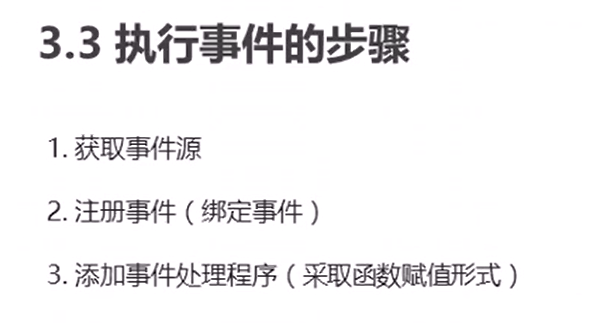 3.3 执行事件的步骤
1. 获取事件源
2. 注册事件（绑定事件）
3. 添加事件处理程序（采取函数赋值形式）